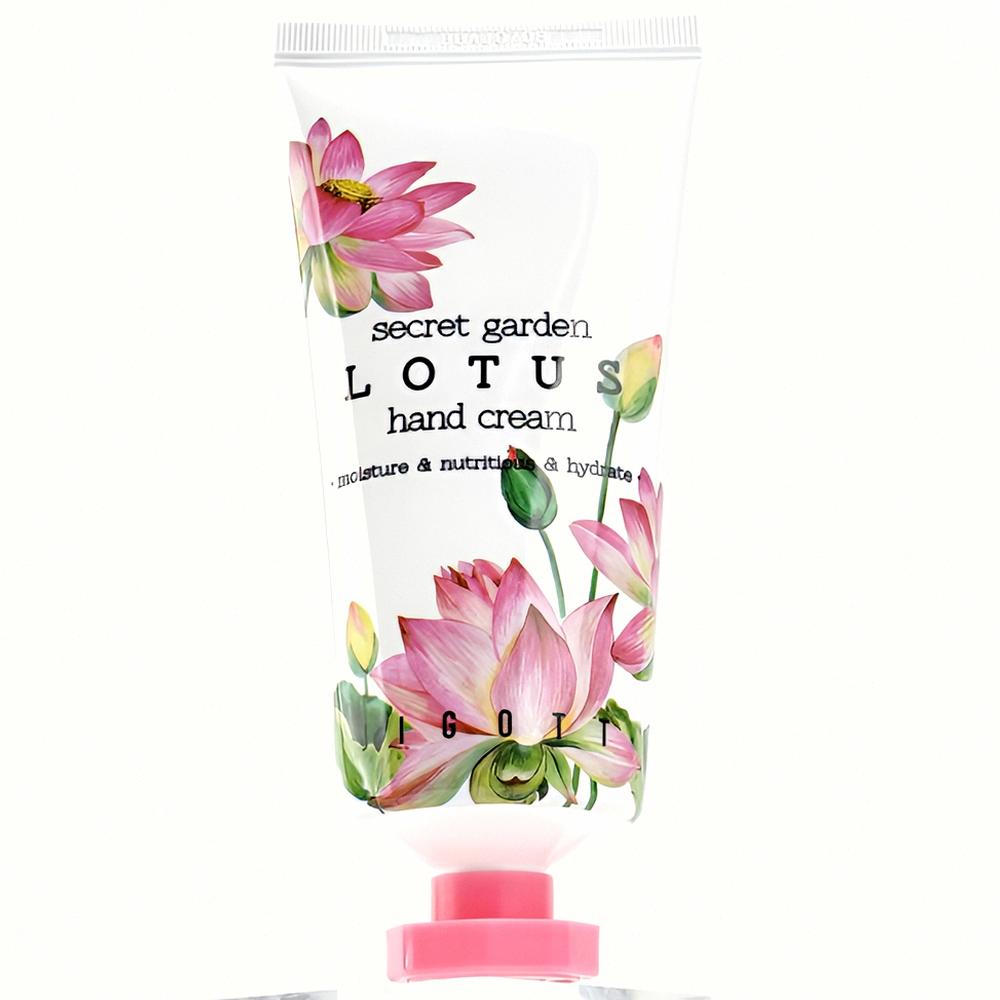 secret garden
LOTUS
hand cream
· moisture & nutritious & hydrate ·
JIGOTT